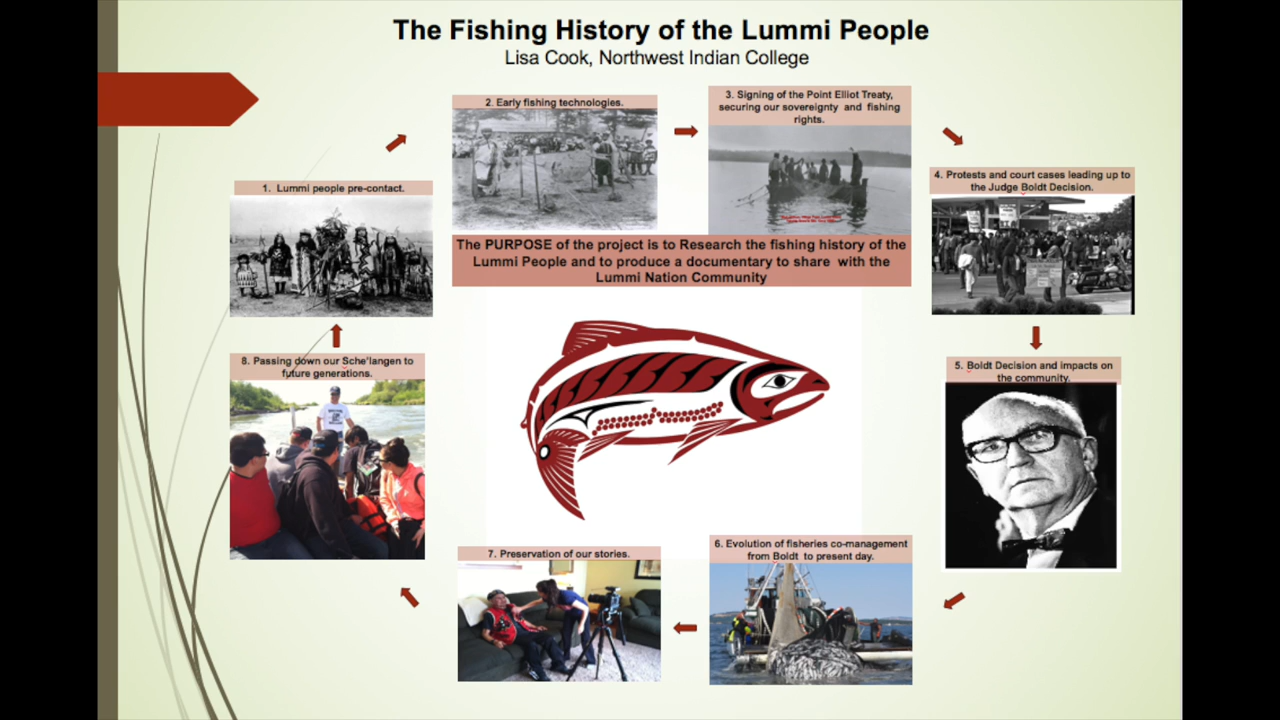 The Fishing History of the Lummi People
Lisa Cook, Northwest Indian College
1. Lummi people pre-contact.
2. Early fishing technologies.
3. Signing of the Point Elliot Treaty,
securing our sovereignty and fishing
rights.
4. Protests and court cases leading up to
the Judge Boldt Decision.
The PURPOSE of the project is to Research the fishing history of the
Lummi People and to produce a documentary to share with the
Lummi Nation Community
5. Boldt Decision and impacts on
the community.
6. Evolution of fisheries co-management
from Boldt to present day.
7. Preservation of our stories.
8. Passing down our Sche'langen to
future generations.